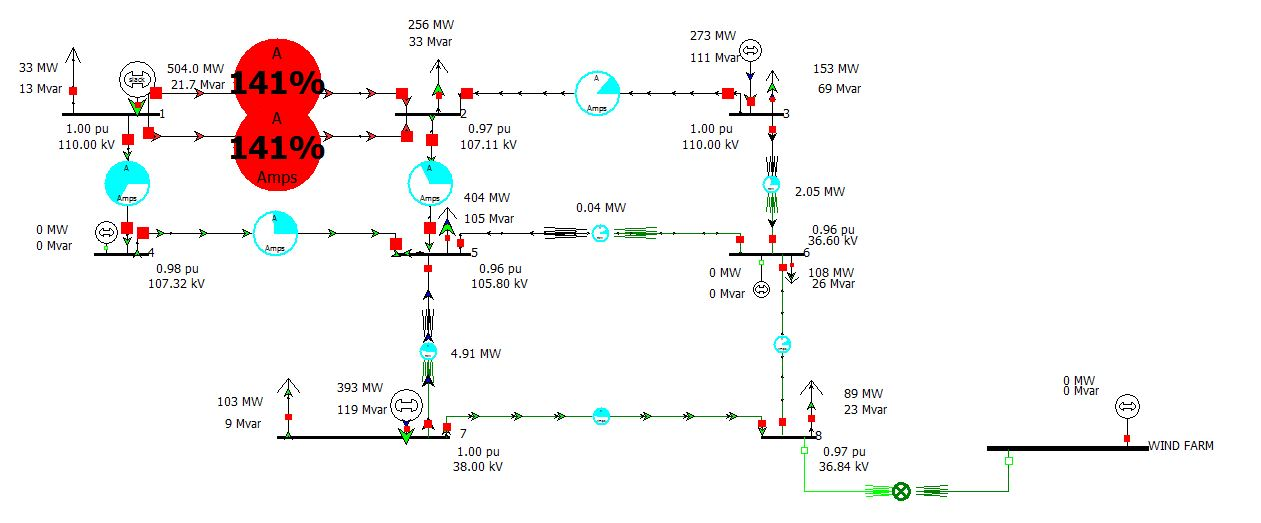 256 MW
33 Mvar
33 MW
13 Mvar
slack
504.0 MW
21.7 Mvar
A
141%
A
141%
Amps
1
1.00 pu
110.00 kV
2
0.97 pu
107.11 kV
A
Amps
273 MW
111 Mvar
153 MW
69 Mvar
3
1.00 pu
110.00 kV
A
Amps
A
Amps
2.05 MW
0 MW
0 Mvar
4
0.98 pu
107.32 kV
A
Amps
404 MW
105 Mvar
5
0.96 pu
105.80 kV
0.04 MW
0.96 pu
36.60 kV
6
0 MW
0 Mvar
108 MW
26 Mvar
4.91 MW
103 MW
9 Mvar
393 MW
119 Mvar
7
1.00 pu
38.00 kV
89 MW
23 Mvar
8
0.97 pu
36.84 kV
0 MW
0 Mvar
WIND FARM